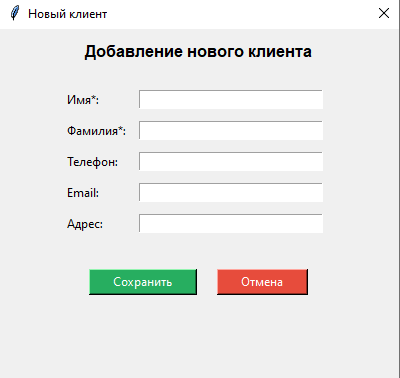 Новый клиент
Добавление нового клиента
Имя*:
Фамилия*:
Телефон:
Email:
Адрес:
Сохранить Отмена